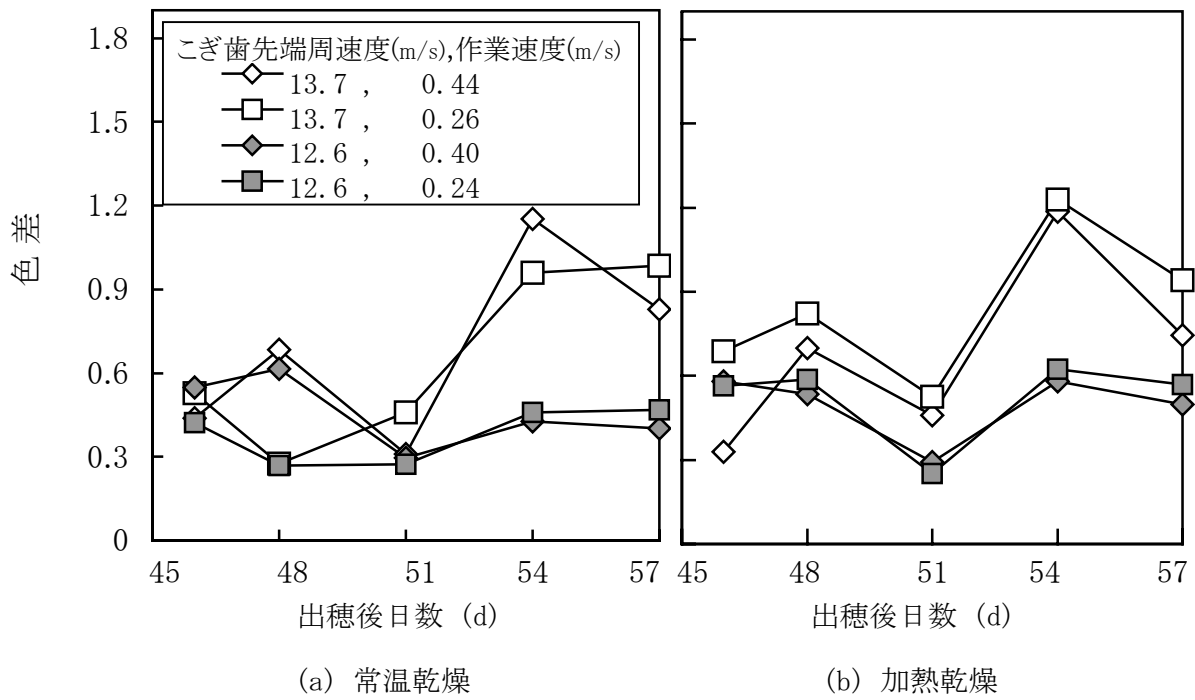 こぎ歯先端周速度(m/s),作業速度(m/s)
13.7 ,  0.44
13.7 ,  0.26
12.6 ,  0.40
12.6 ,  0.24
色差
1.8
1.5
1.2
0.9
0.6
0.3
0
45 48 51 54 57
出穂後日数 (d)
(a) 常温乾燥
45 48 51 54 57
出穂後日数 (d)
(b) 加熱乾燥